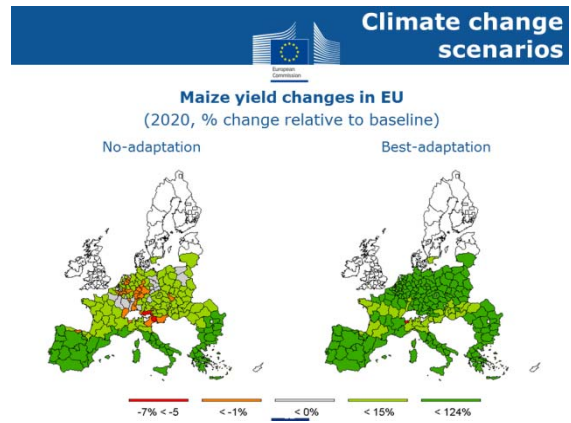 Climate change
scenarios
European
Commission
Maize yield changes in EU
(2020, % change relative to baseline)
No-adaptation
Best-adaptation
-7% < -5
< -1%
< 0%
< 15%
< 124%